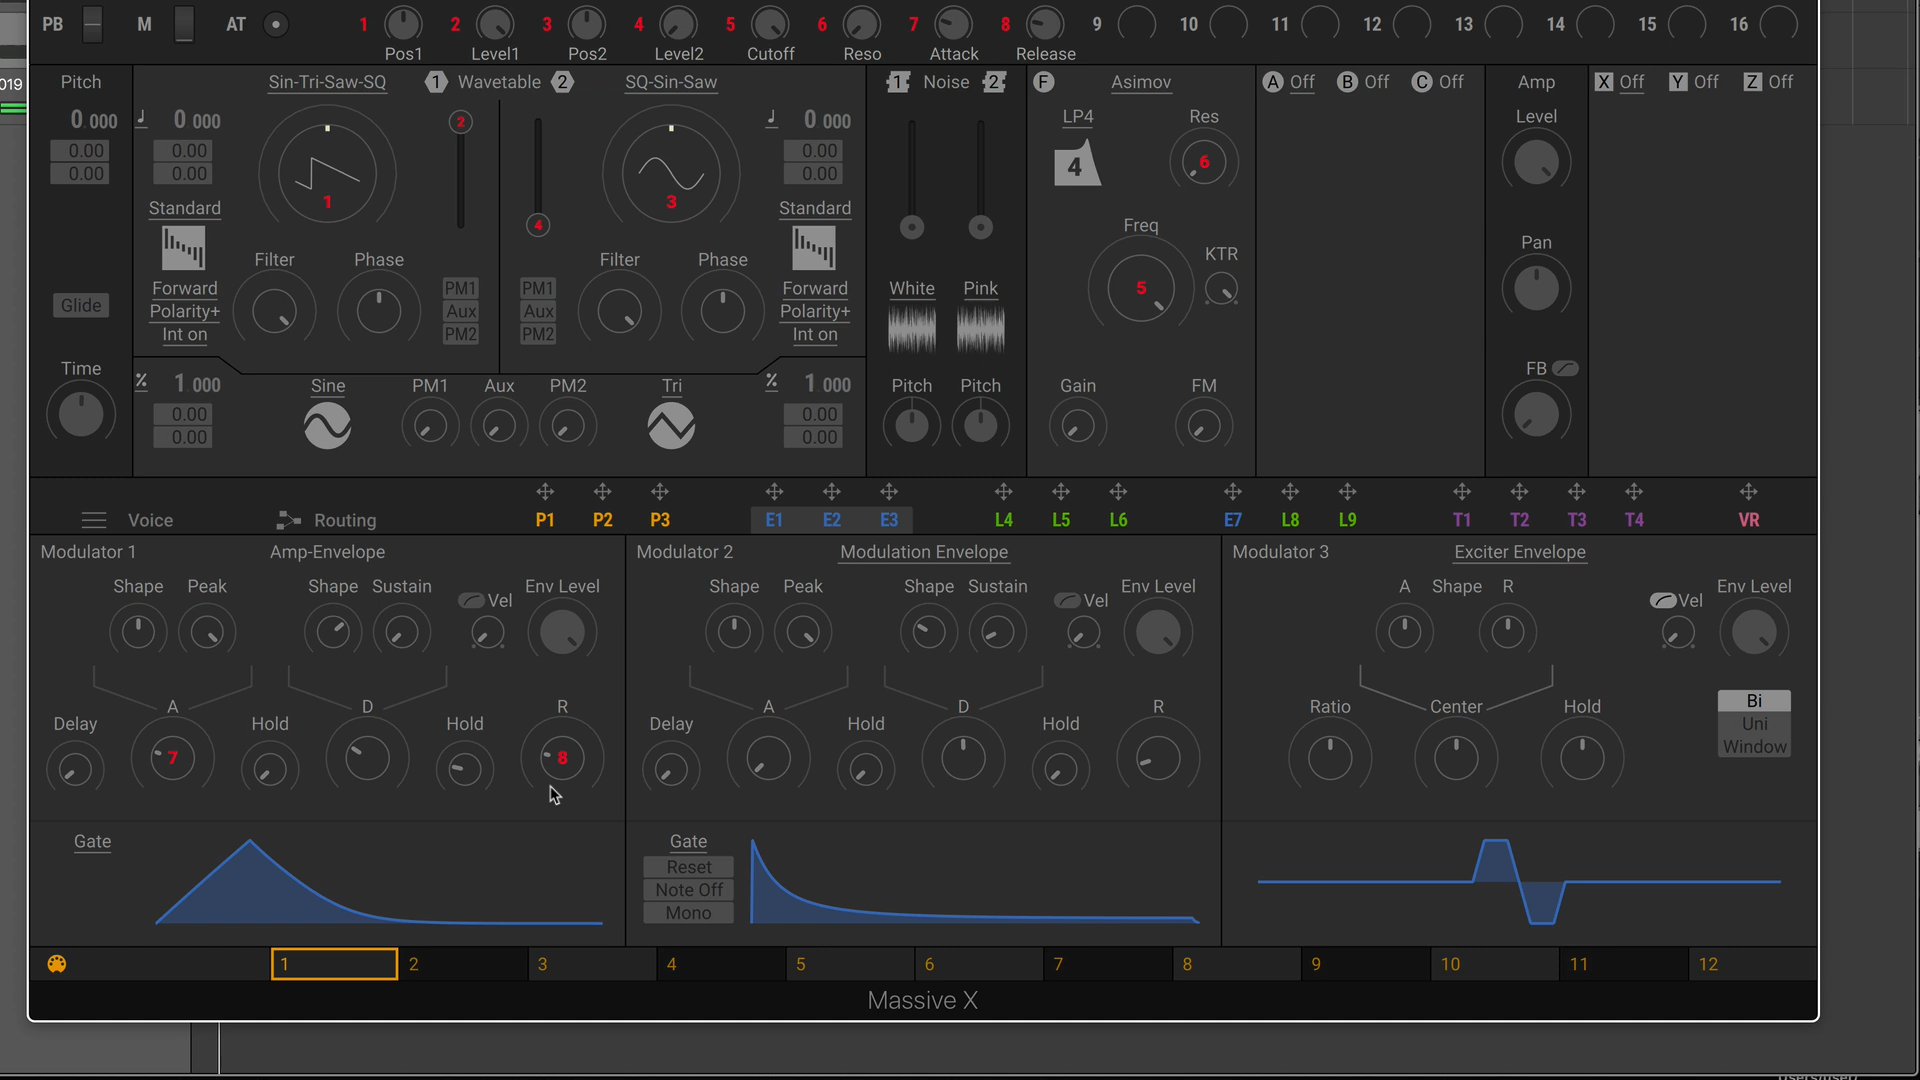 PB M AT 1 2 3 4 5 6 7 8 9 10 11 12 13 14 15 16
Pos1 Level1 Pos2 Level2 Cutoff Reso Attack Release
019
Pitch Sin-Tri-Saw-SQ 1 Wavetable 2 SQ-Sin-Saw 1 Noise 2 F Asimov A Off B Off C Off Amp X Off Y Off Z Off
0.000 0.000 2 0.000 LP4 Res Level
0.00 0.00 0.00
0.00 0.00 0.00 4 6
Standard 1 4 3 Standard
Freq Pan
Filter Phase Filter Phase KTR
Forward PM1 PM1 Forward White Pink 5
Glide Polarity+ Aux Aux Polarity+
Int on PM2 PM2 Int on
Time FB
% 1.000 Sine PM1 Aux PM2 Tri % 1.000 Pitch Pitch Gain FM
0.00 0.00
0.00 0.00
Voice Routing P1 P2 P3 E1 E2 E3 L4 L5 L6 E7 L8 L9 T1 T2 T3 T4 VR
Modulator 1 Amp-Envelope Modulator 2 Modulation Envelope Modulator 3 Exciter Envelope
Shape Peak Shape Sustain Vel Env Level Shape Peak Shape Sustain Vel Env Level A Shape R Vel Env Level
Delay A Hold D Hold R Delay A Hold D Hold R Ratio Center Hold Bi
Uni
Window
7 8
Gate Gate
Reset
Note Off
Mono
1 2 3 4 5 6 7 8 9 10 11 12
Massive X